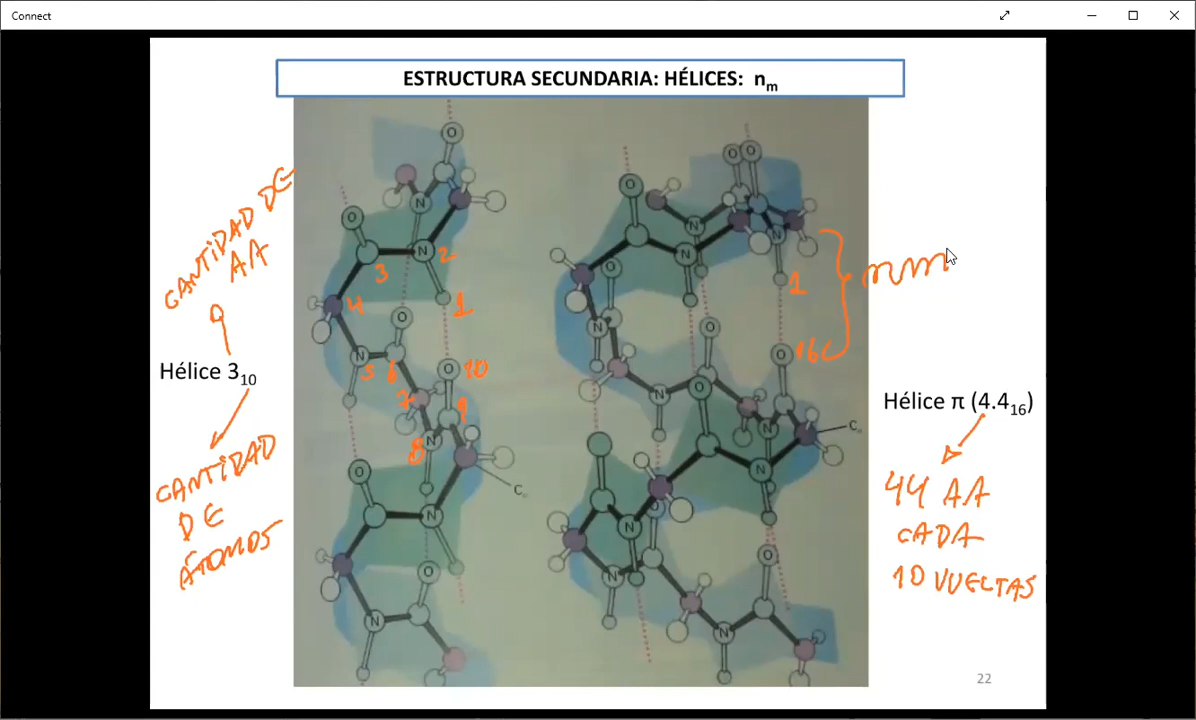 Connect
ESTRUCTURA SECUNDARIA: HÉLICES: nm
CANTIDAD DE
AA
Hélice 310
CANTIDAD
DE
ÁTOMOS
O
N
O
N
2
3
4
1
O
N
5
6
O
10
7
9
N
8
O
C
N
O
N
O
O
O
N
N
N
O
1
nm
N
O
O
16
N
O
N
C
N
N
N
O
N
Hélice π (4.416)
44 AA
CADA
10 VUELTAS
22